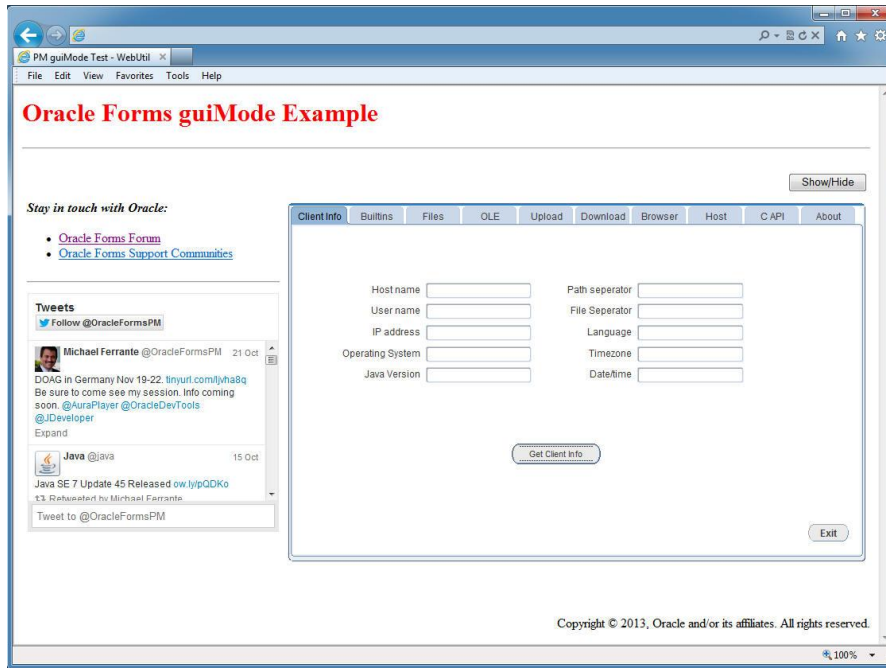 PM guiMode Test - WebUtil
File Edit View Favorites Tools Help
Oracle Forms guiMode Example
Show/Hide
Stay in touch with Oracle:
Oracle Forms Forum
Oracle Forms Support Communities
Tweets
Follow @OracleFormsPM
Michael Ferrante @OracleFormsPM 21 Oct
DOAG in Germany Nov 19-22. tinyurl.com/ljvha8q
Be sure to come see my session. Info coming
soon. @AuraPlayer @OracleDevTools
@JDeveloper
Expand
Java @java 15 Oct
Java SE 7 Update 45 Released ow.ly/pQDKo
Retweeted by Michael Ferrante
Tweet to @OracleFormsPM
Client Info Builtins Files OLE Upload Download Browser Host C API About
Host name Path seperator
User name File Seperator
IP address Language
Operating System Timezone
Java Version Date/time
Get Client Info
Exit
Copyright © 2013, Oracle and/or its affiliates. All rights reserved.
100%